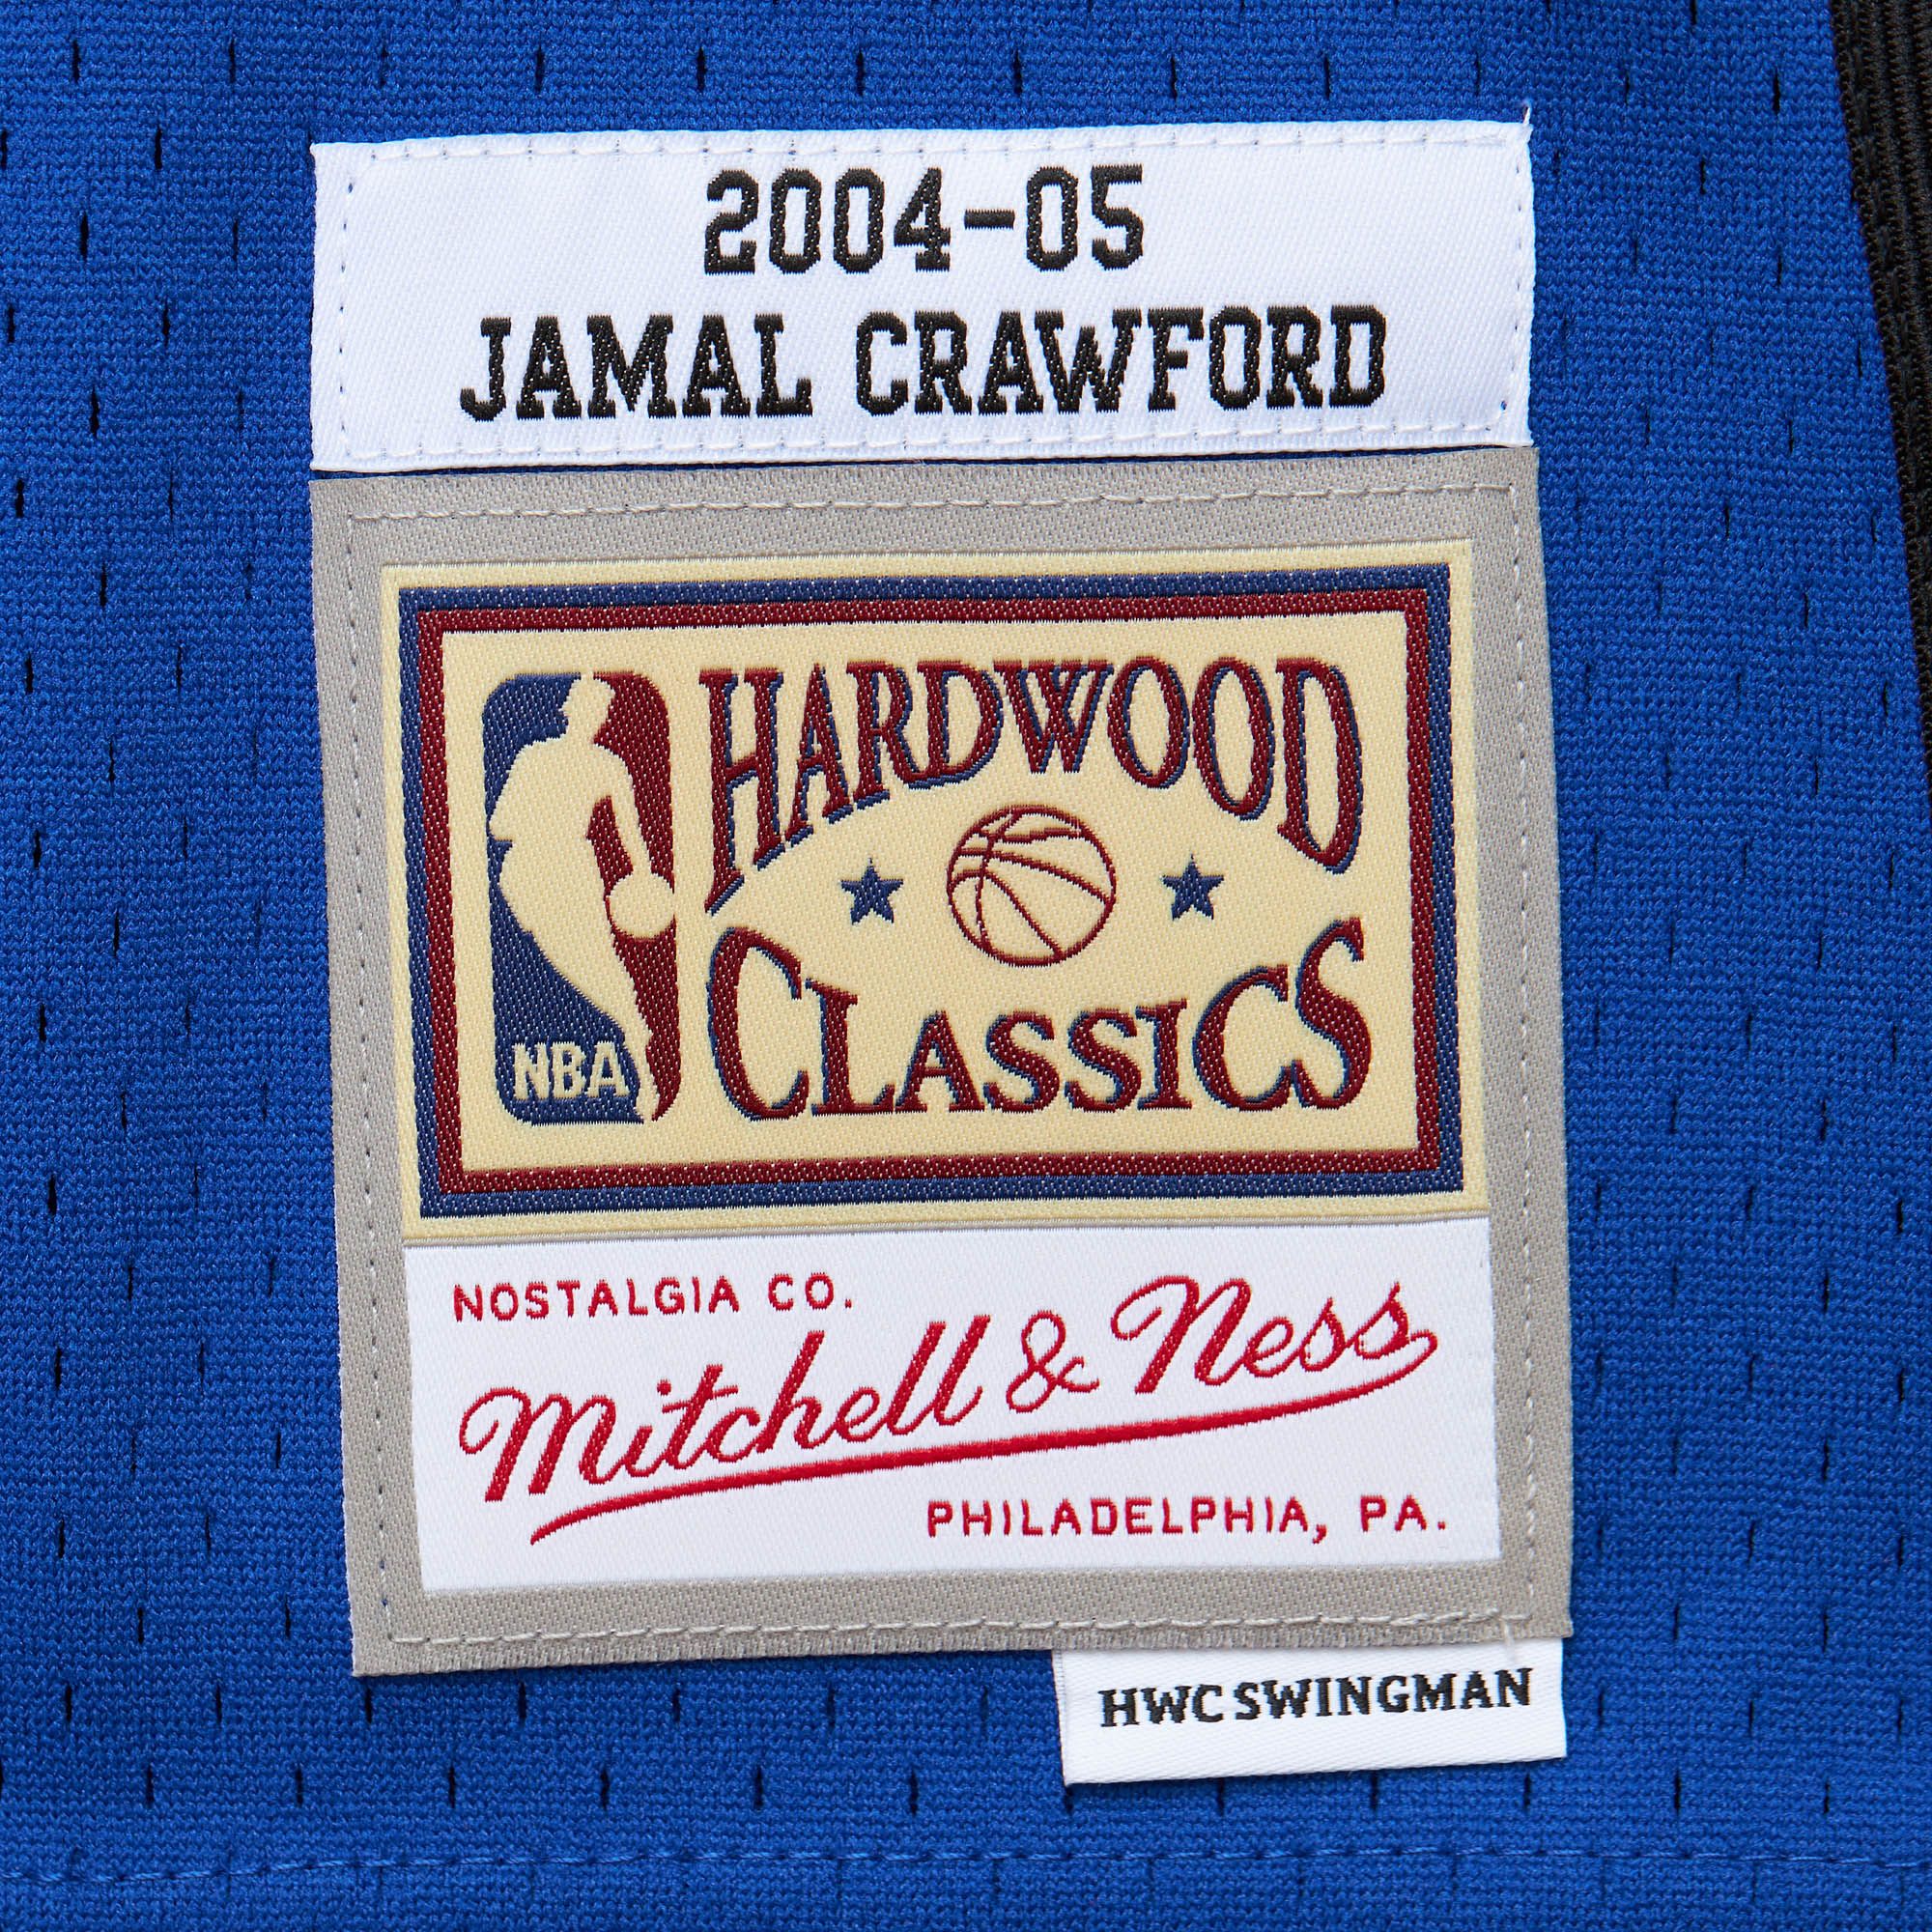 2004-05
JAMAL CRAWFORD
HARDWOOD
CLASSICS
NBA
NOSTALGIA CO.
Mitchell & Ness
PHILADELPHIA, PA.
HWC SWINGMAN